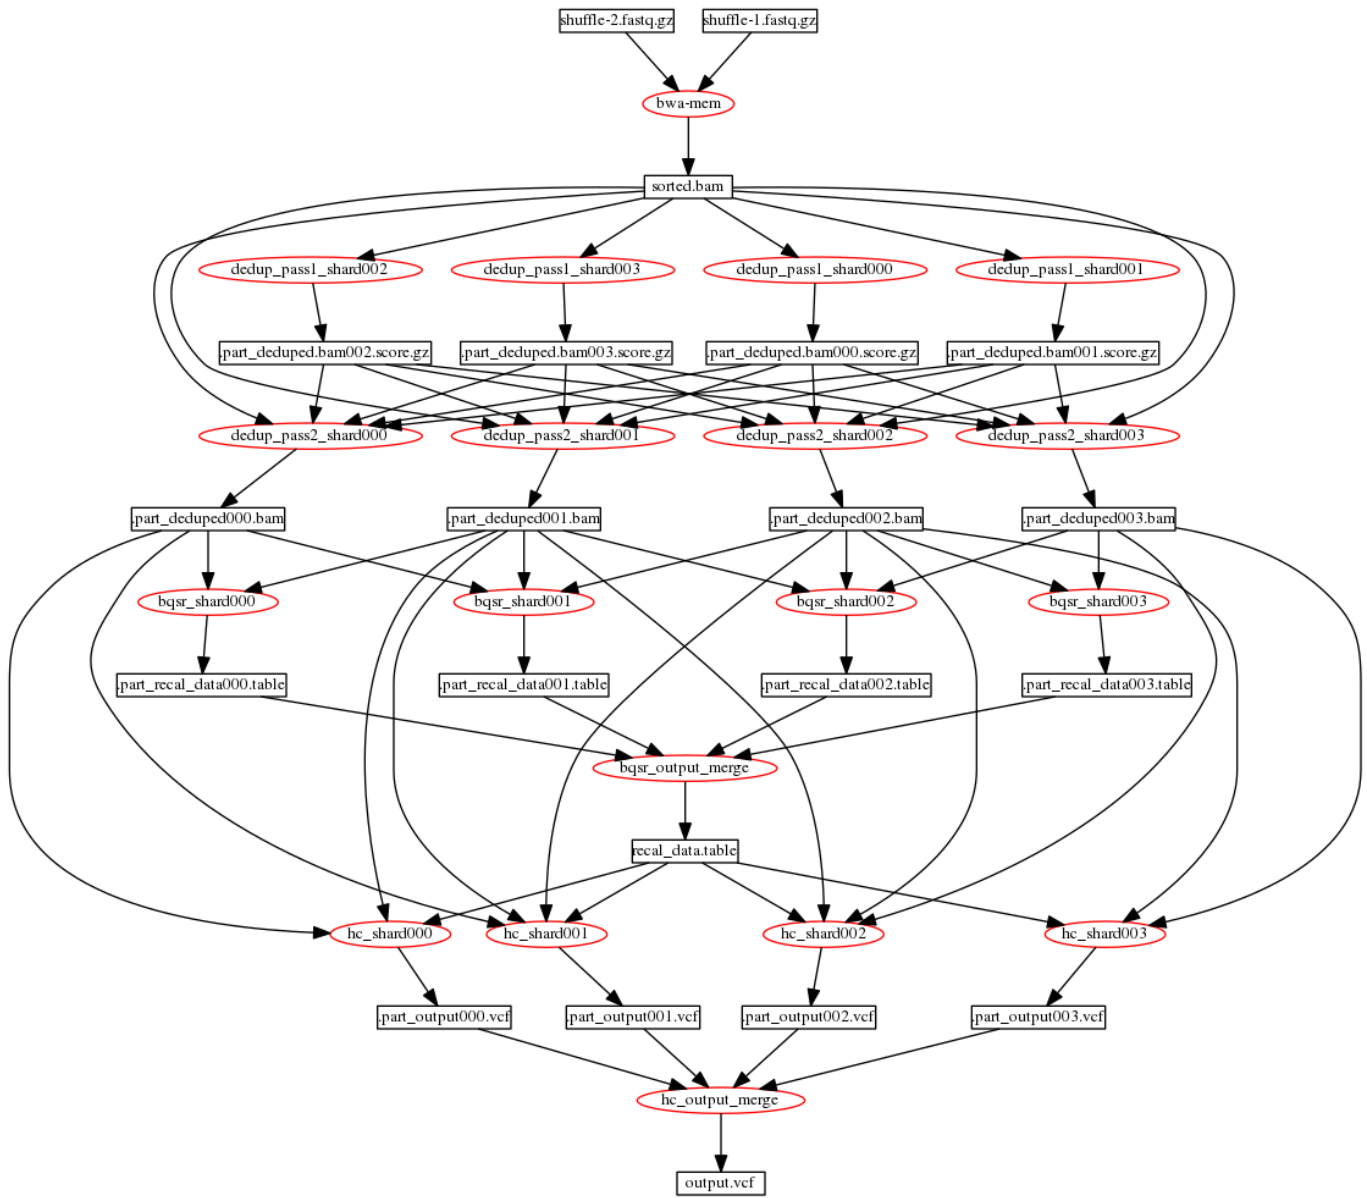 shuffle-2.fastq.gz
shuffle-1.fastq.gz
bwa-mem
sorted.bam
dedup_pass1_shard002
dedup_pass1_shard003
dedup_pass1_shard000
dedup_pass1_shard001
.part_deduped.bam002.score.gz
.part_deduped.bam003.score.gz
.part_deduped.bam000.score.gz
.part_deduped.bam001.score.gz
dedup_pass2_shard000
dedup_pass2_shard001
dedup_pass2_shard002
dedup_pass2_shard003
.part_deduped000.bam
.part_deduped001.bam
.part_deduped002.bam
.part_deduped003.bam
bqsr_shard000
bqsr_shard001
bqsr_shard002
bqsr_shard003
.part_recal_data000.table
.part_recal_data001.table
.part_recal_data002.table
.part_recal_data003.table
bqsr_output_merge
recal_data.table
hc_shard000
hc_shard001
hc_shard002
hc_shard003
.part_output000.vcf
.part_output001.vcf
.part_output002.vcf
.part_output003.vcf
hc_output_merge
output.vcf